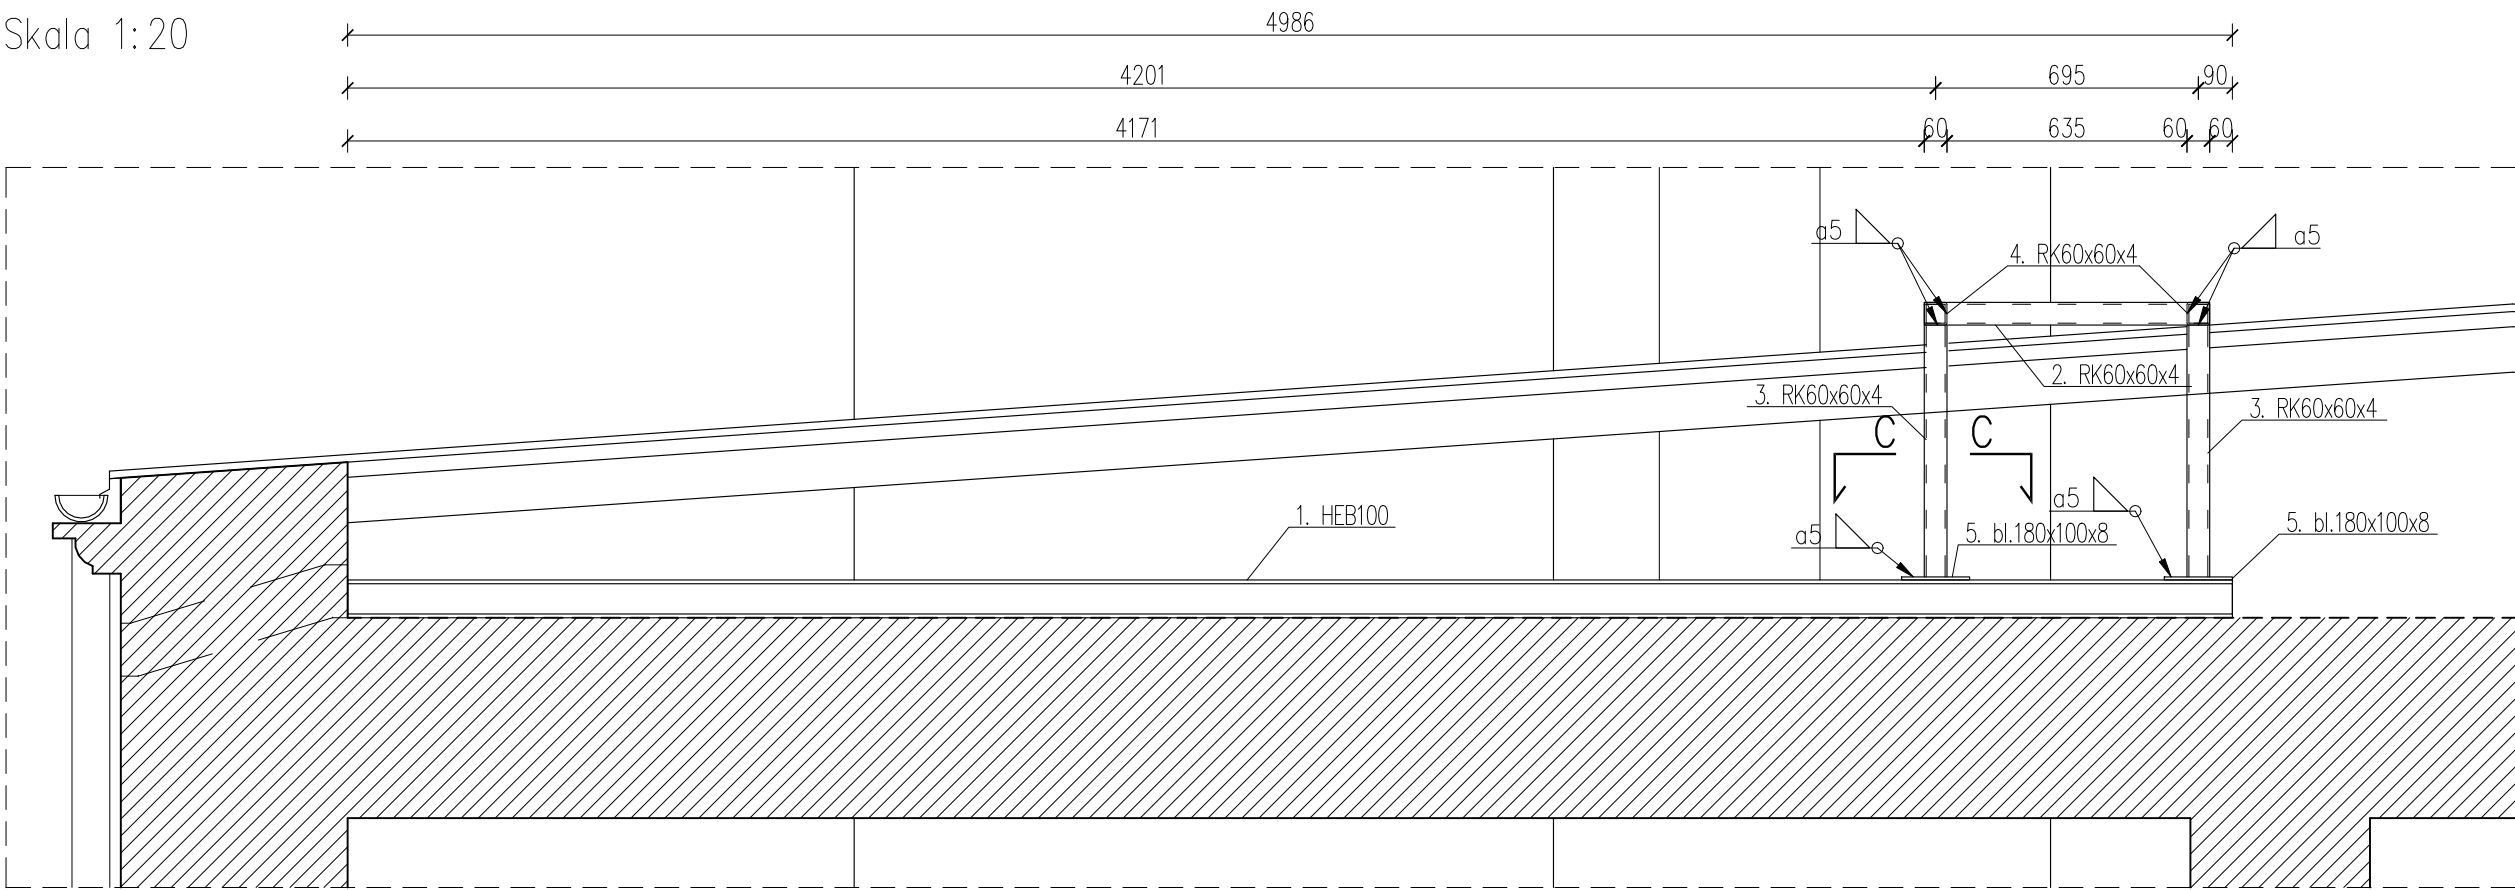 Skala 1:20
4986
4201 695 90
4171 60 635 60 60
a5 a5
4. RK60x60x4
2. RK60x60x4
3. RK60x60x4
3. RK60x60x4
C C
a5
1. HEB100
5. bl.180x100x8
a5
5. bl.180x100x8